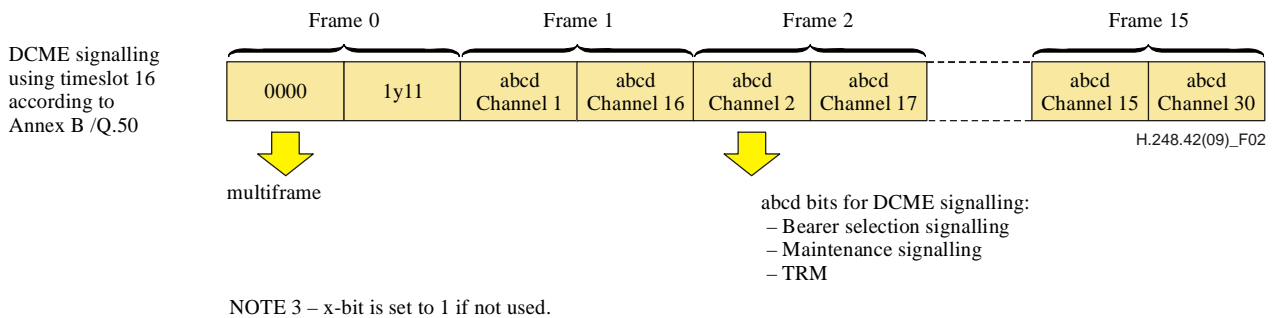 Frame 0 Frame 1 Frame 2 Frame 15
DCME signalling
using timeslot 16
according to
Annex B /Q.50
0000 1y11 abcd Channel 1 abcd Channel 16 abcd Channel 2 abcd Channel 17 abcd Channel 15 abcd Channel 30
H.248.42(09)_F02
multiframe
abcd bits for DCME signalling:
– Bearer selection signalling
– Maintenance signalling
– TRM
NOTE 3 – x-bit is set to 1 if not used.